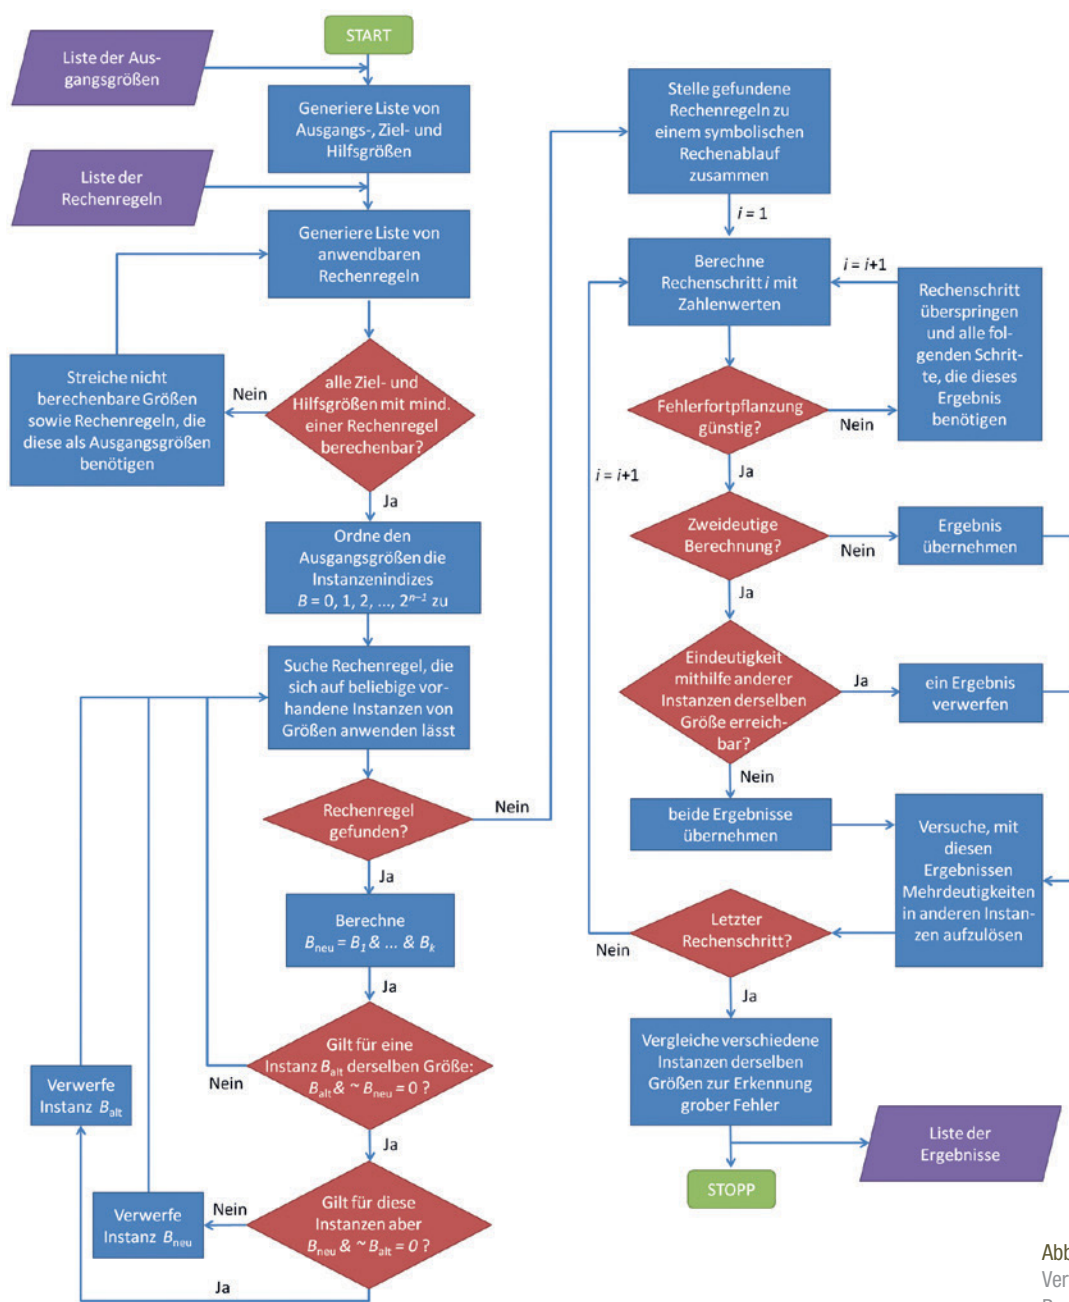 START
Liste der Aus-
gangsgrößen
Generiere Liste von
Ausgangs-, Ziel- und
Hilfsgrößen
Liste der
Rechenregeln
Generiere Liste von
anwendbaren
Rechenregeln
alle Ziel- und
Hilfsgrößen mit mind.
einer Rechenregel
berechenbar?
Nein
Streiche nicht
berechenbare Größen
sowie Rechenregeln, die
diese als Ausgangsgrößen
benötigen
Ja
Ordne den
Ausgangsgrößen die
Instanzenindizes
B = 0, 1, 2, ..., 2ⁿ⁻¹ zu
Suche Rechenregel, die
sich auf beliebige vor-
handene Instanzen von
Größen anwenden lässt
Rechenregel
gefunden?
Nein
Ja
Berechne
B_neu = B_1 & ... & B_k
Ja
Gilt für eine
Instanz B_alt derselben Größe:
B_alt & ~ B_neu = 0 ?
Nein
Verwerfe
Instanz B_alt
Ja
Gilt für diese
Instanzen aber
B_neu & ~ B_alt = 0 ?
Nein
Verwerfe
Instanz B_neu
Ja
Stelle gefundene
Rechenregeln zu
einem symbolischen
Rechenablauf
zusammen
i = 1
Berechne
Rechenschritt i mit
Zahlenwerten
i = i+1
Rechenschritt
überspringen
und alle fol-
genden Schrit-
te, die dieses
Ergebnis
benötigen
Fehlerfortpflanzung
günstig?
Nein
i = i+1
Ja
Zweideutige
Berechnung?
Nein
Ergebnis
übernehmen
Ja
Eindeutigkeit
mithilfe anderer
Instanzen derselben
Größe erreich-
bar?
Ja
ein Ergebnis
verwerfen
Nein
beide Ergebnisse
übernehmen
Versuche, mit
diesen
Ergebnissen
Mehrdeutigkeiten
in anderen Instan-
zen aufzulösen
Letzter
Rechenschritt?
Nein
Ja
Vergleiche verschiedene
Instanzen derselben
Größen zur Erkennung
grober Fehler
Liste der
Ergebnisse
STOPP
Abb
Ver